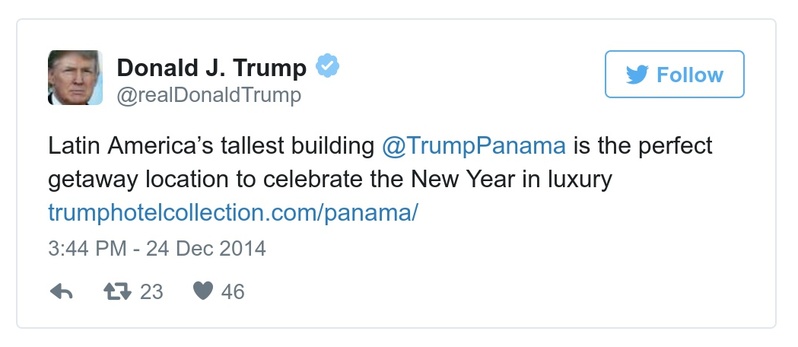 Donald J. Trump
@realDonaldTrump
Follow
Latin America’s tallest building @TrumpPanama is the perfect
getaway location to celebrate the New Year in luxury
trumphotelcollection.com/panama/
3:44 PM - 24 Dec 2014
23 46